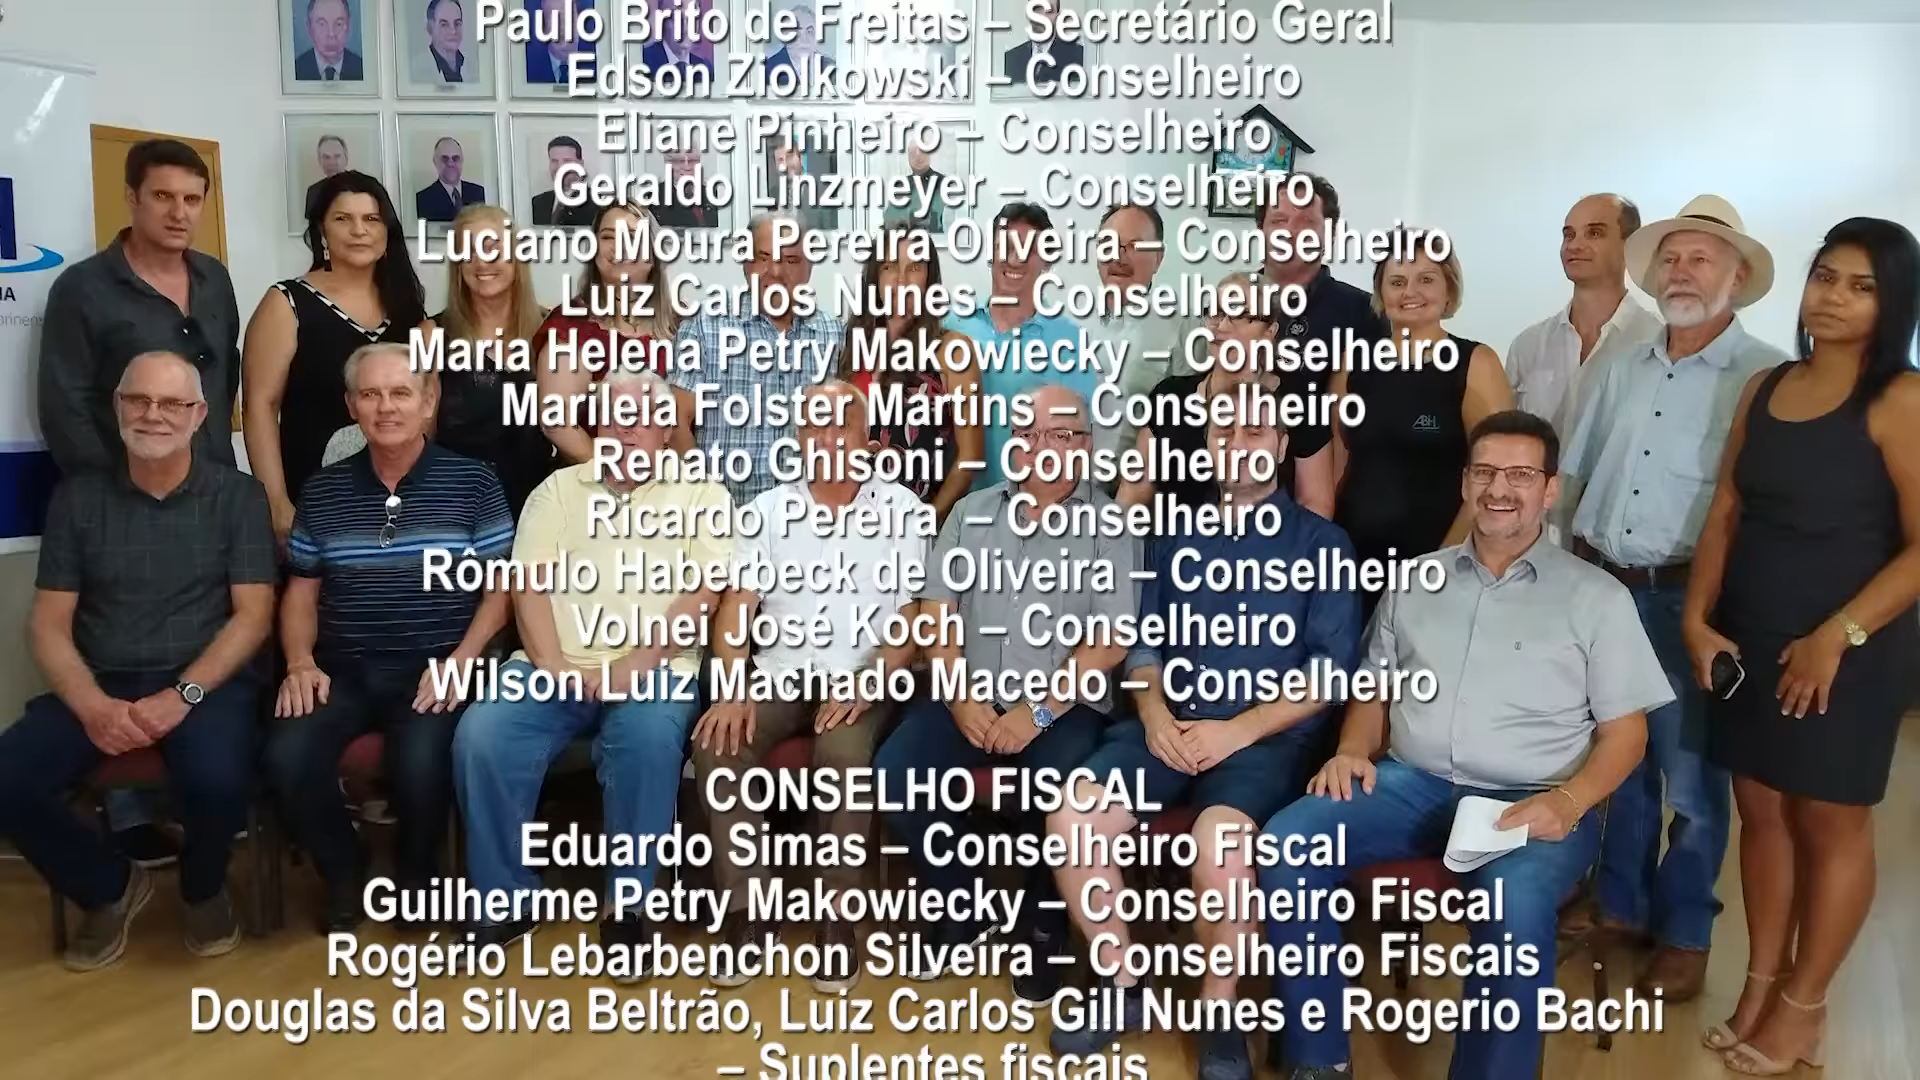 Paulo Brito de Freitas – Secretário Geral
Edson Ziolkowski – Conselheiro
Eliane Pinheiro – Conselheiro
Geraldo Linzmeyer – Conselheiro
Luciano Moura Pereira Oliveira – Conselheiro
Luiz Carlos Nunes – Conselheiro
Maria Helena Petry Makowiecky – Conselheiro
Marileia Folster Martins – Conselheiro
Renato Ghisoni – Conselheiro
Ricardo Pereira – Conselheiro
Rômulo Haberbeck de Oliveira – Conselheiro
Volnei José Koch – Conselheiro
Wilson Luiz Machado Macedo – Conselheiro
CONSELHO FISCAL
Eduardo Simas – Conselheiro Fiscal
Guilherme Petry Makowiecky – Conselheiro Fiscal
Rogério Lebarbenchon Silveira – Conselheiro Fiscais
Douglas da Silva Beltrão, Luiz Carlos Gill Nunes e Rogerio Bachi
– Suplentes fiscais
ABH